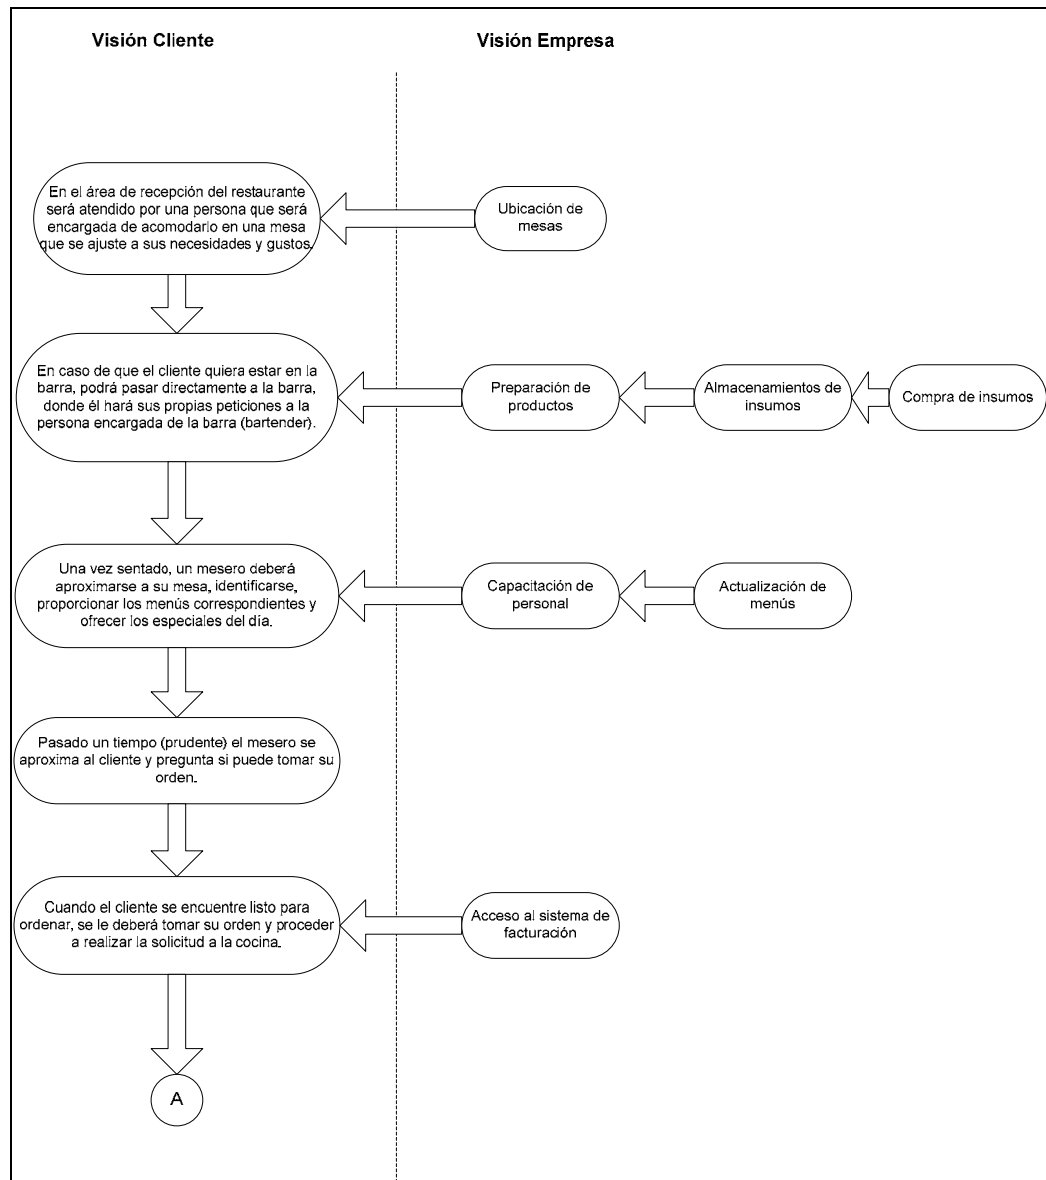 Visión Cliente
Visión Empresa
En el área de recepción del restaurante
será atendido por una persona que será
encargada de acomodarlo en una mesa
que se ajuste a sus necesidades y gustos.
Ubicación de
mesas
En caso de que el cliente quiera estar en la
barra, podrá pasar directamente a la barra,
donde él hará sus propias peticiones a la
persona encargada de la barra (bartender).
Preparación de
productos
Almacenamientos de
insumos
Compra de insumos
Una vez sentado, un mesero deberá
aproximarse a su mesa, identificarse,
proporcionar los menús correspondientes y
ofrecer los especiales del día.
Capacitación de
personal
Actualización de
menús
Pasado un tiempo (prudente) el mesero se
aproxima al cliente y pregunta si puede tomar su
orden.
Cuando el cliente se encuentre listo para
ordenar, se le deberá tomar su orden y proceder
a realizar la solicitud a la cocina.
Acceso al sistema de
facturación
A